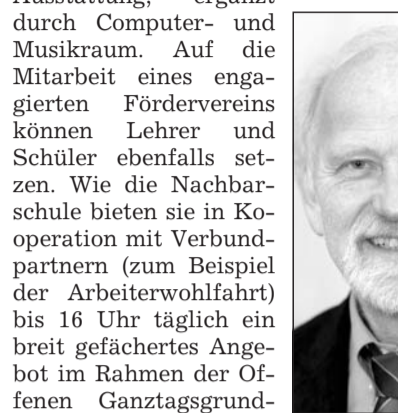 Ausstattung, ergänzt
durch Computer- und
Musikraum. Auf die
Mitarbeit eines enga-
gierten Fördervereins
können Lehrer und
Schüler ebenfalls set-
zen. Wie die Nachbar-
schule bieten sie in Ko-
operation mit Verbund-
partnern (zum Beispiel
der Arbeiterwohlfahrt)
bis 16 Uhr täglich ein
breit gefächertes Ange-
bot im Rahmen der Of-
fenen Ganztagsgrund-